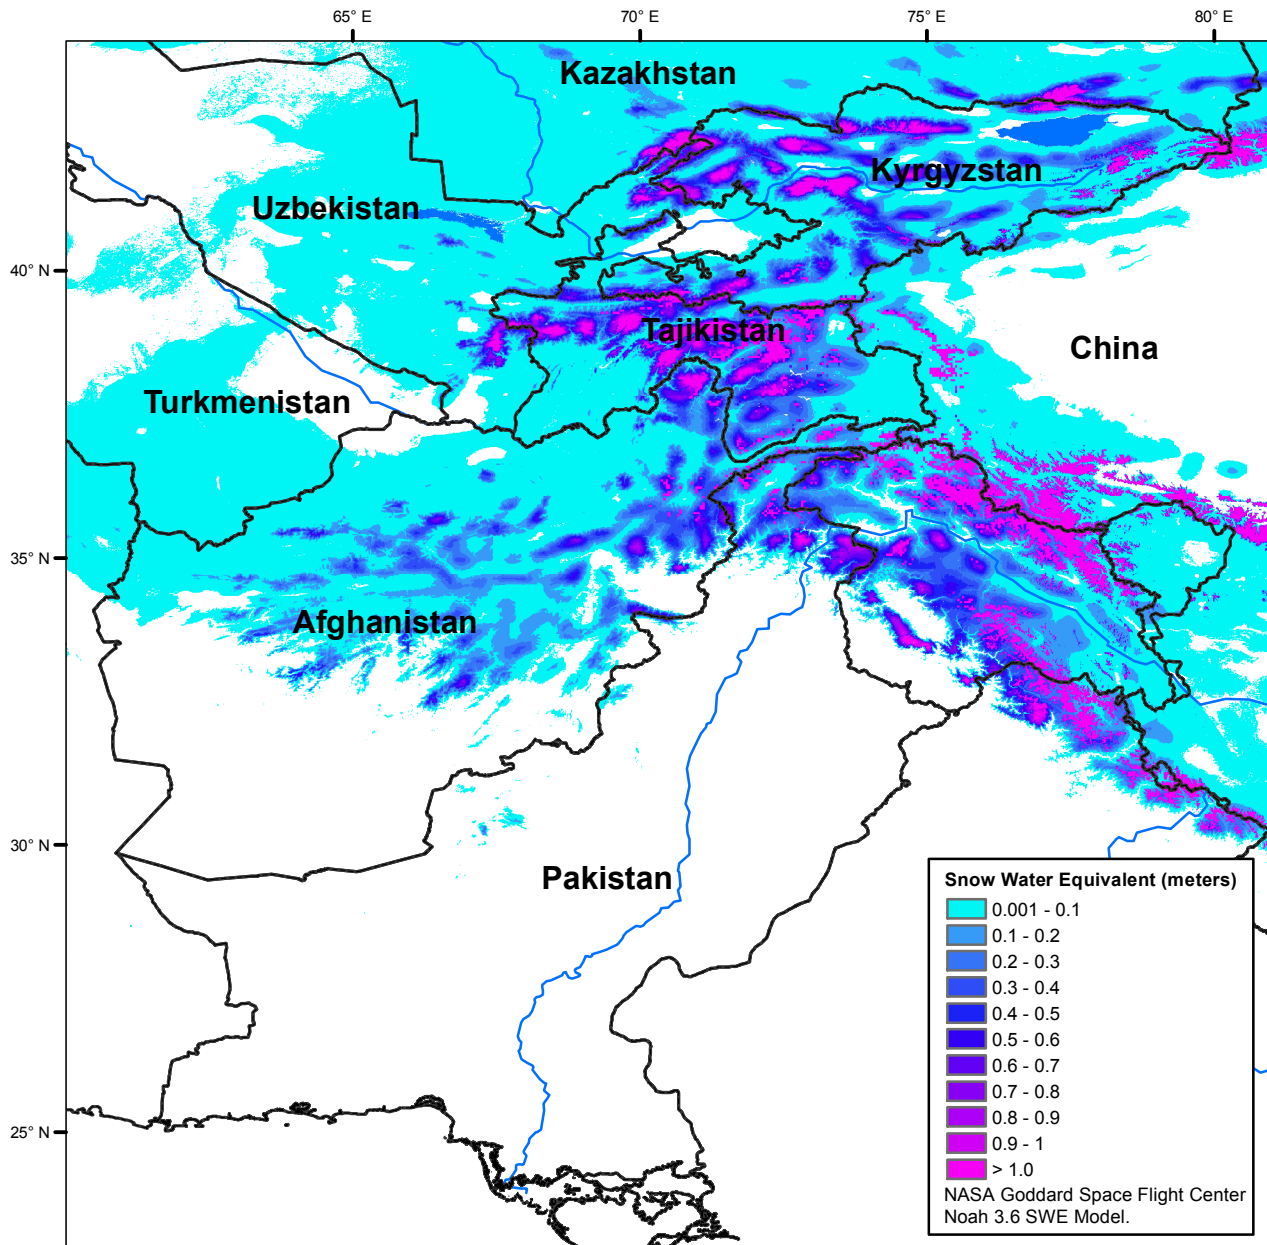 65° E
70° E
75° E
80° E
Kazakhstan
Kyrgyzstan
Uzbekistan
40° N
Tajikistan
China
Turkmenistan
35° N
Afghanistan
30° N
Pakistan
25° N
Snow Water Equivalent (meters)
0.001 - 0.1
0.1 - 0.2
0.2 - 0.3
0.3 - 0.4
0.4 - 0.5
0.5 - 0.6
0.6 - 0.7
0.7 - 0.8
0.8 - 0.9
0.9 - 1
> 1.0
NASA Goddard Space Flight Center
Noah 3.6 SWE Model.